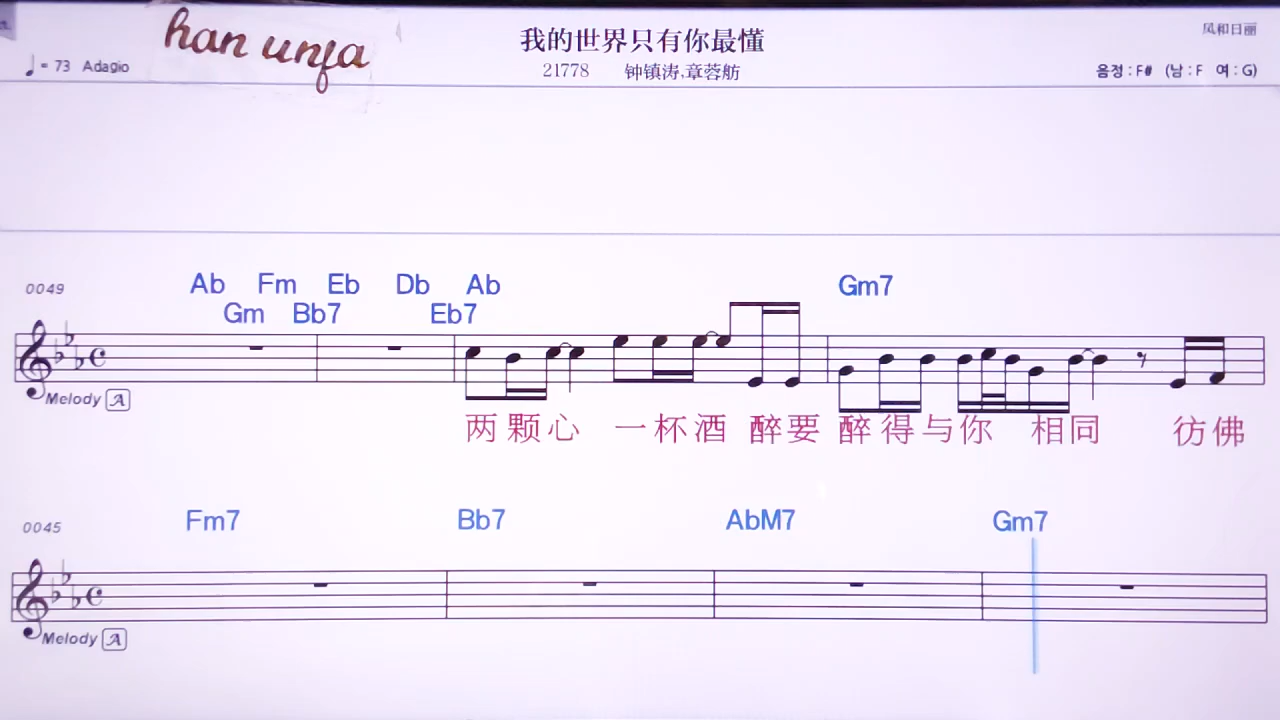 han unfa
我的世界只有你最懂
风和日丽
♩= 73 Adagio
21778 钟镇涛,章蓉舫
음정 : F# (남 : F 여 : G)
0049
Ab Fm Eb Db Ab Gm7
Gm Bb7 Eb7
Melody A
两颗心 一杯酒 醉要 醉得与你 相同 彷佛
0045
Fm7 Bb7 AbM7 Gm7
Melody A